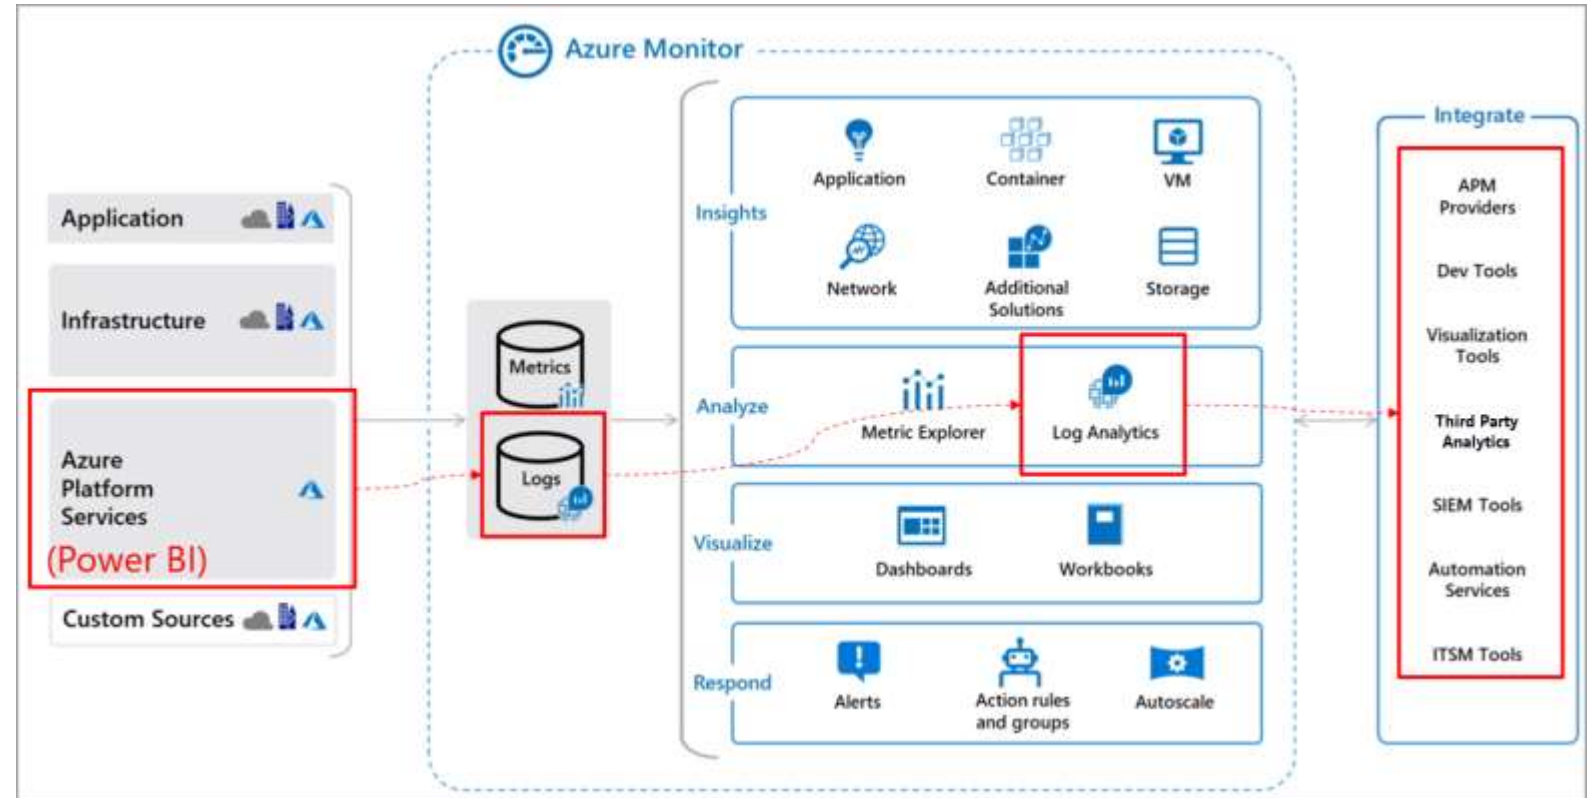 Azure Monitor
Application
Infrastructure
Azure
Platform
Services
(Power BI)
Custom Sources
Metrics
Logs
Insights
Application
Container
VM
Network
Additional
Solutions
Storage
Analyze
Metric Explorer
Log Analytics
Visualize
Dashboards
Workbooks
Respond
Alerts
Action rules
and groups
Autoscale
Integrate
APM
Providers
Dev Tools
Visualization
Tools
Third Party
Analytics
SIEM Tools
Automation
Services
ITSM Tools